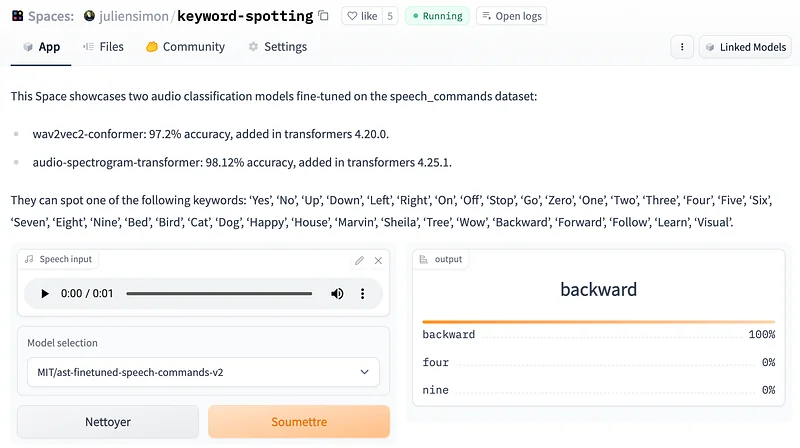 Spaces: juliensimon/keyword-spotting like 5 Running Open logs
App Files Community Settings Linked Models
This Space showcases two audio classification models fine-tuned on the speech_commands dataset:
wav2vec2-conformer: 97.2% accuracy, added in transformers 4.20.0.
audio-spectrogram-transformer: 98.12% accuracy, added in transformers 4.25.1.
They can spot one of the following keywords: ‘Yes’, ‘No’, ‘Up’, ‘Down’, ‘Left’, ‘Right’, ‘On’, ‘Off’, ‘Stop’, ‘Go’, ‘Zero’, ‘One’, ‘Two’, ‘Three’, ‘Four’, ‘Five’, ‘Six’,
‘Seven’, ‘Eight’, ‘Nine’, ‘Bed’, ‘Bird’, ‘Cat’, ‘Dog’, ‘Happy’, ‘House’, ‘Marvin’, ‘Sheila’, ‘Tree’, ‘Wow’, ‘Backward’, ‘Forward’, ‘Follow’, ‘Learn’, ‘Visual’.
Speech input
0:00 / 0:01
Model selection
MIT/ast-finetuned-speech-commands-v2
Nettoyer
Soumettre
output
backward
backward 100%
four 0%
nine 0%